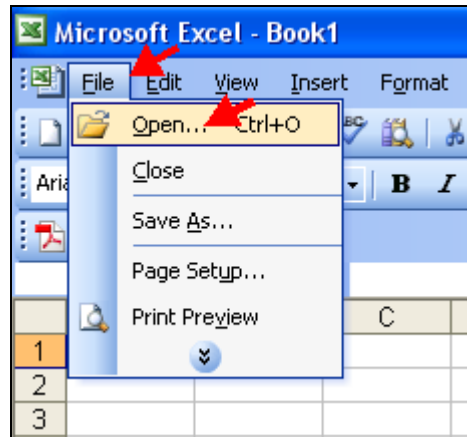 Microsoft Excel - Book1
File Edit View Insert Format
Open... Ctrl+O
ABC
Close
B I
Save As...
Page Setup...
Print Preview
C
1
2
3